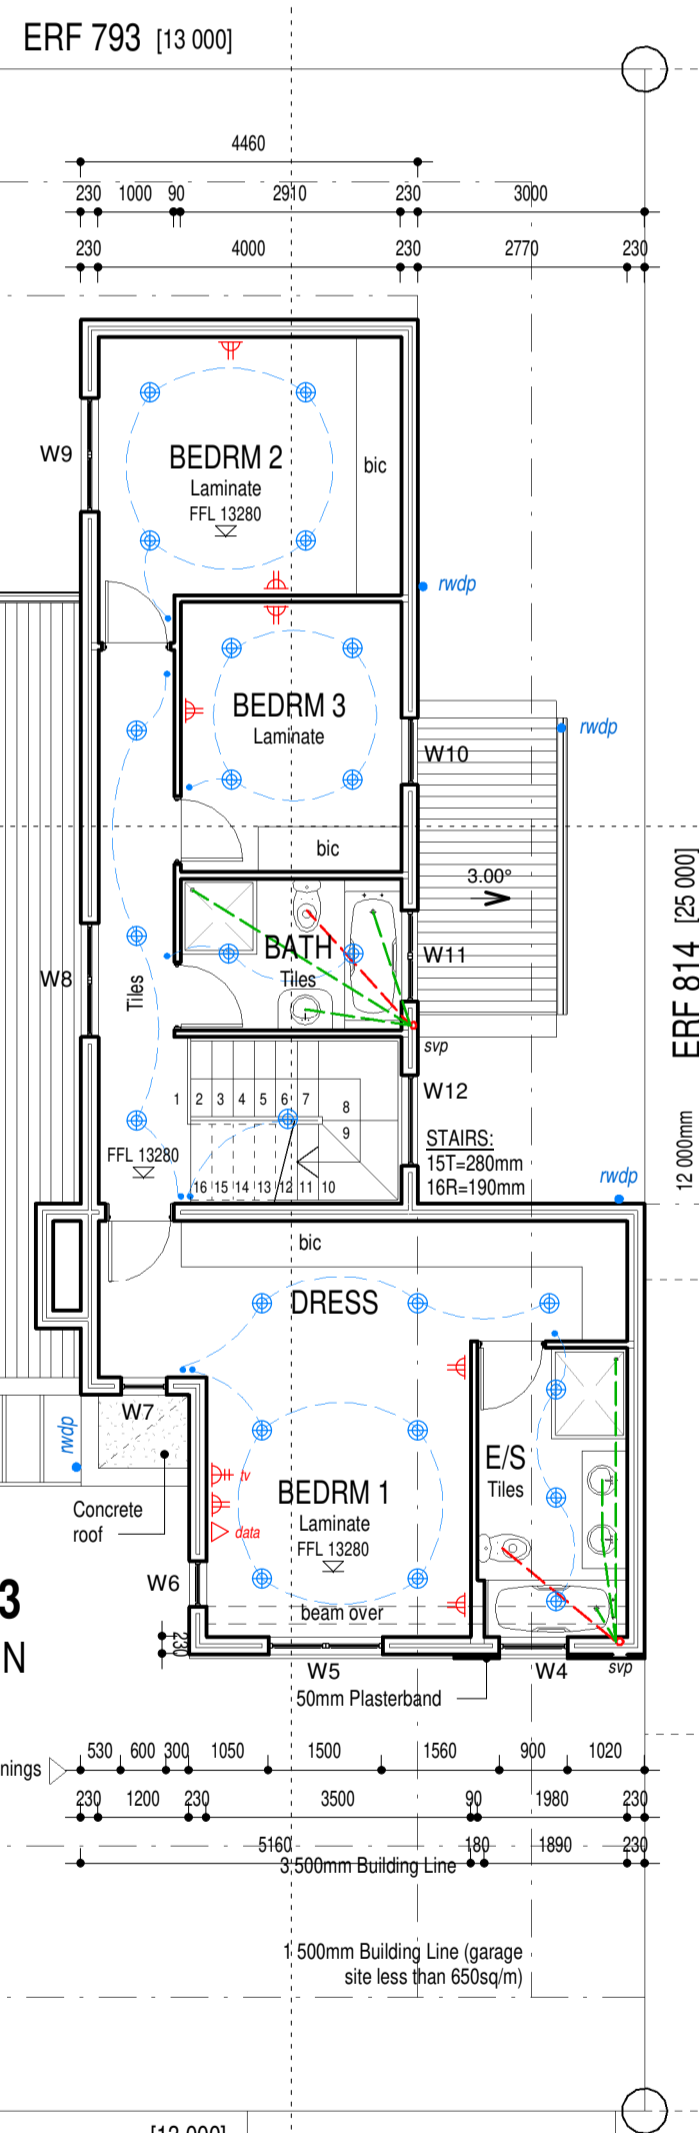 ERF 793 [13 000]
4460
230 1000 90 2910 230 3000
230 4000 230 2770 230
W9
BEDRM 2
Laminate
FFL 13280
bic
rwdp
BEDRM 3
Laminate
rwdp
W10
bic
3.00°
ERF 814 [25 000]
BATH
Tiles
W11
W8
Tiles
svp
W12
1 2 3 4 5 6 7
8
9
STAIRS:
15T=280mm
16R=190mm
12 000mm
FFL 13280
16 15 14 13 12 11 10
rwdp
bic
DRESS
W7
rwdp
E/S
Tiles
tv
BEDRM 1
Laminate
FFL 13280
data
Concrete
roof
W6
3
beam over
N
230
W5
W4
svp
50mm Plasterband
nings
530 600 300 1050 1500 1560 900 1020
230 1200 230 3500 90 1980 230
5160 180 1890 230
3 500mm Building Line
1 500mm Building Line (garage
site less than 650sq/m)